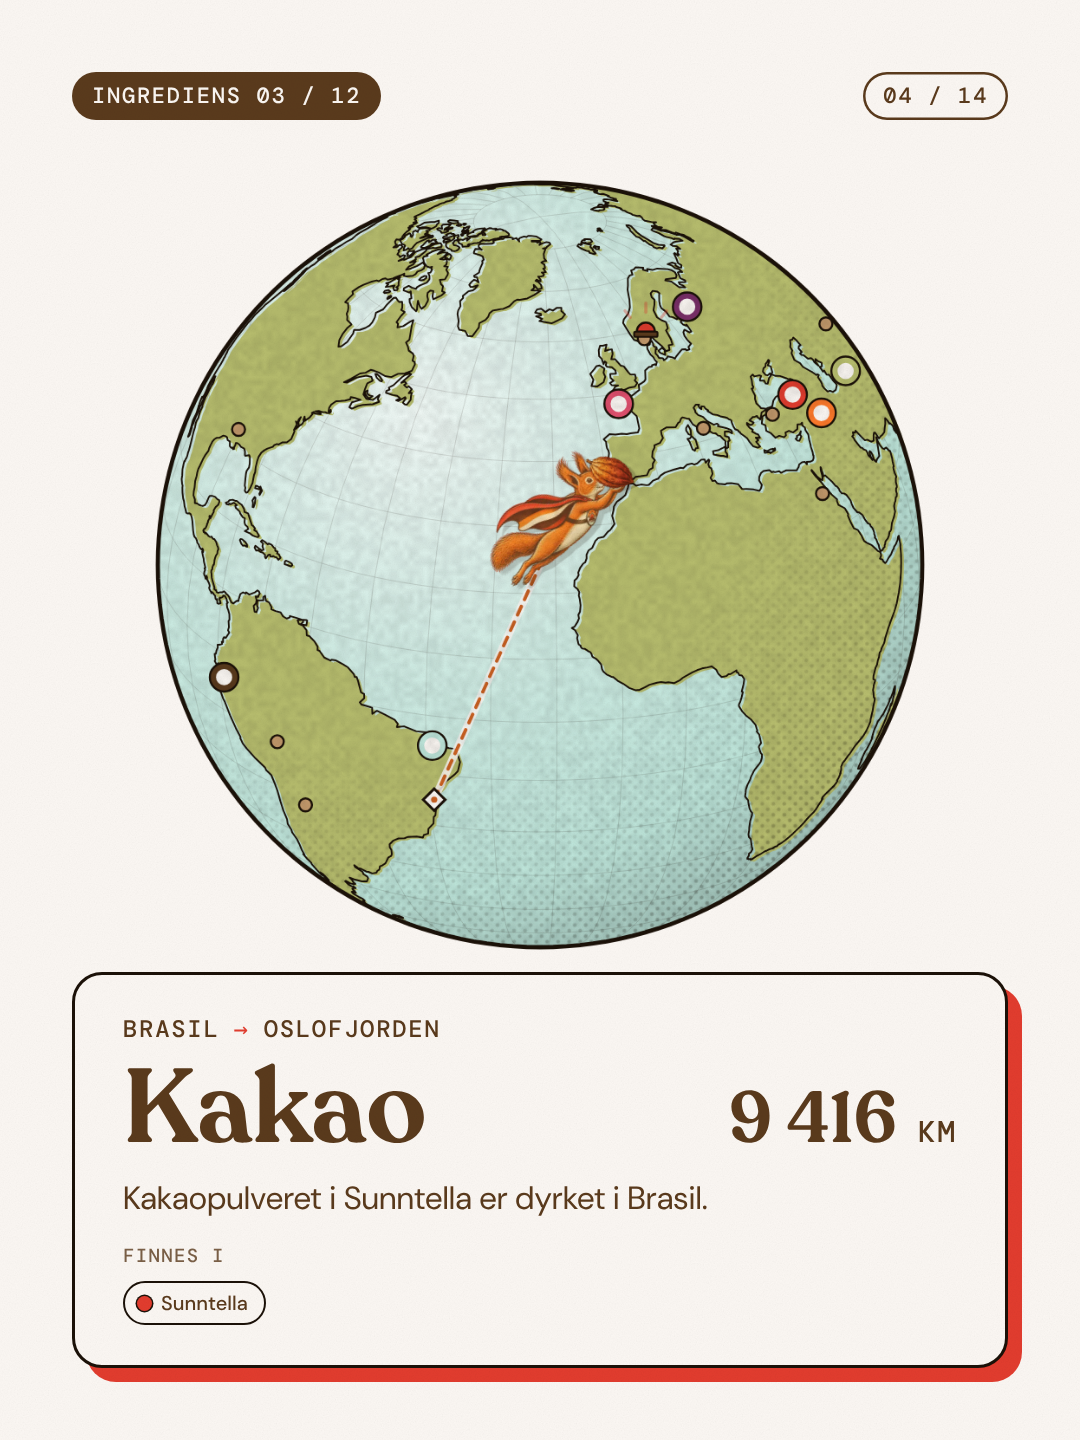 INGREDIENS 03 / 12
04 / 14
BRASIL → OSLOFJORDEN
Kakao
9 416 KM
Kakaopulveret i Sunntella er dyrket i Brasil.
FINNES I
Sunntella